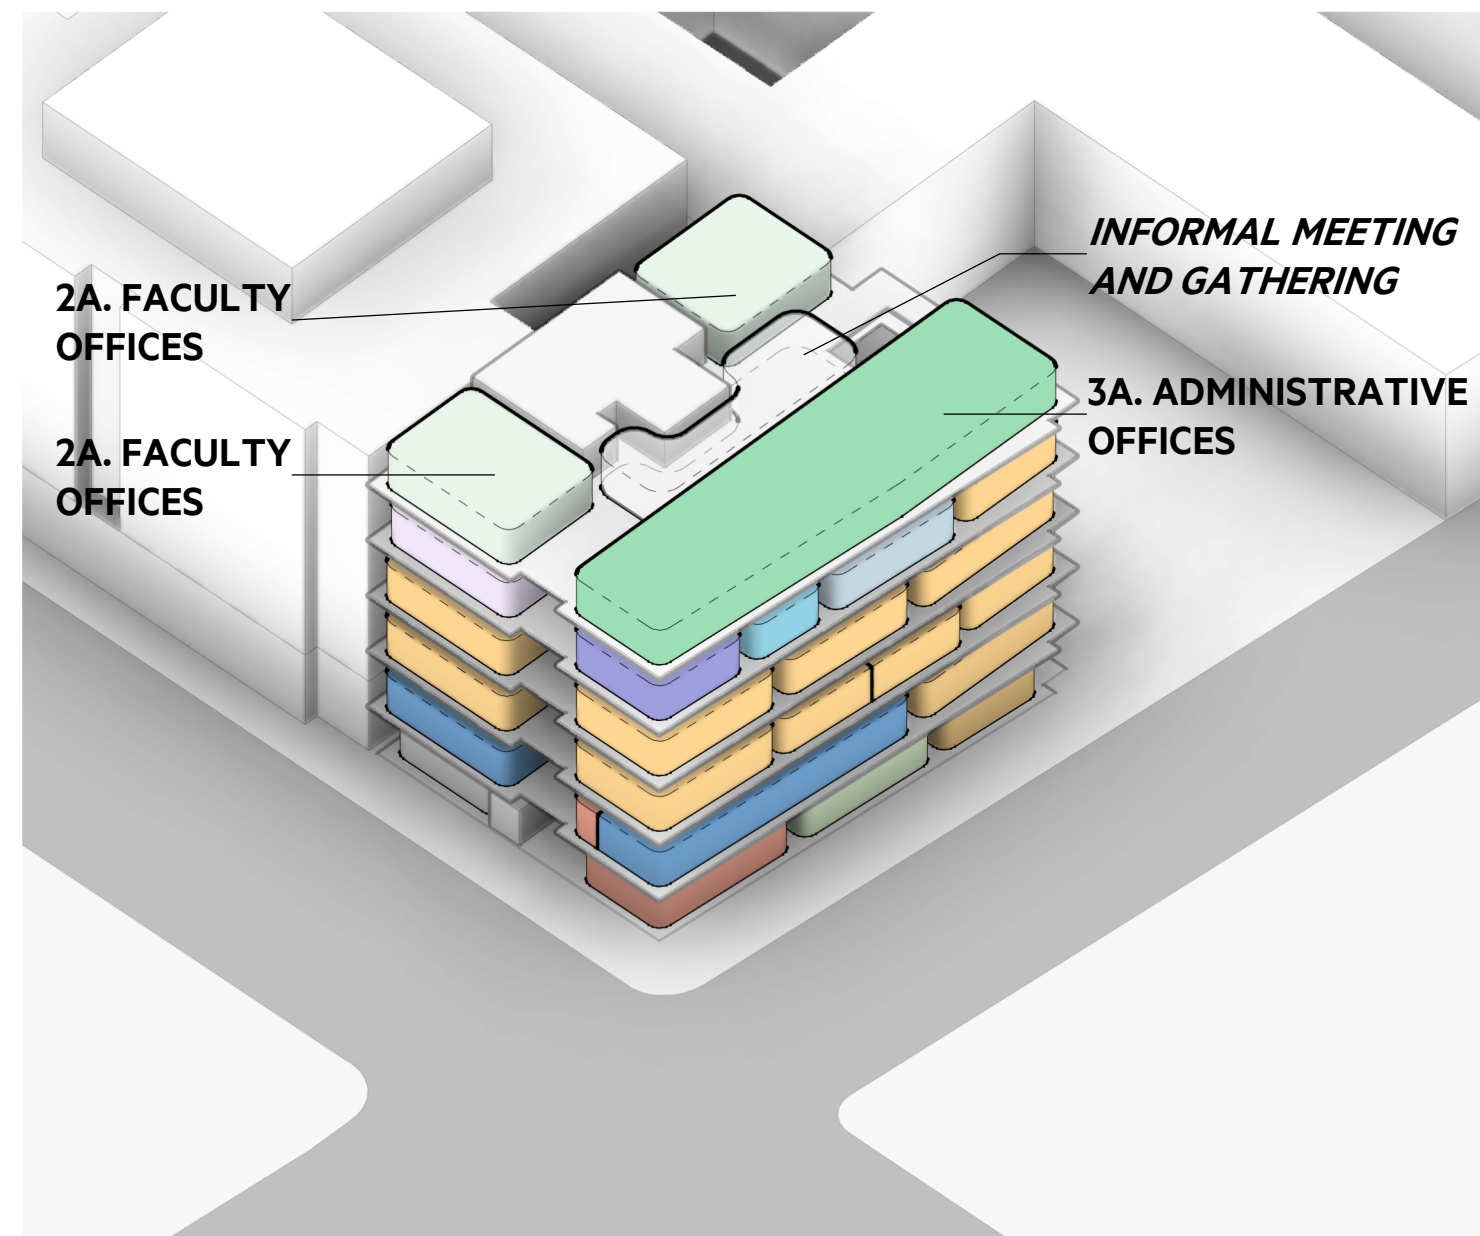 INFORMAL MEETING
AND GATHERING
2A. FACULTY
OFFICES
3A. ADMINISTRATIVE
OFFICES
2A. FACULTY
OFFICES